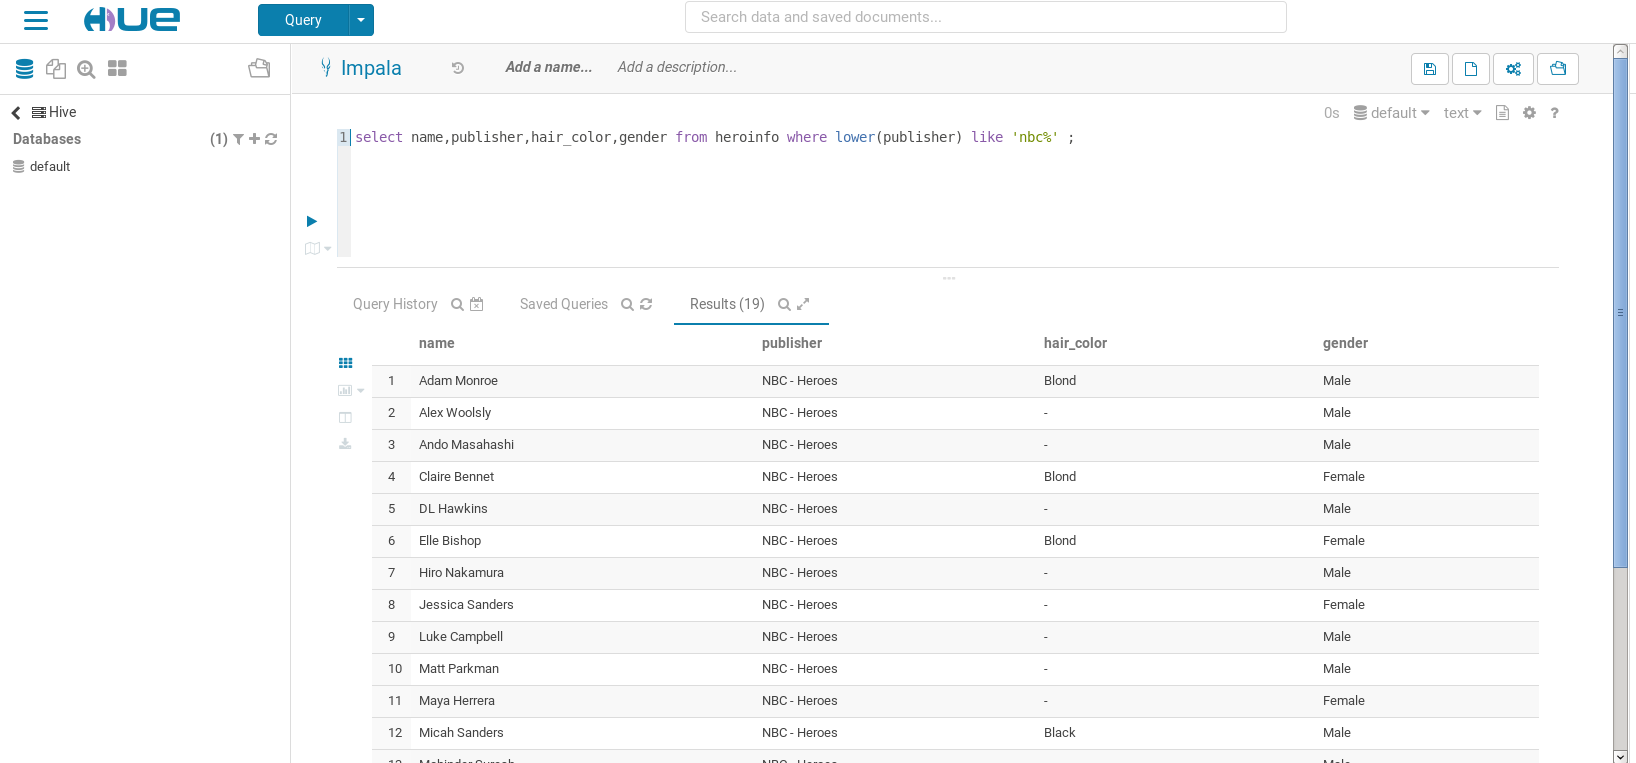 HUE
Query
Search data and saved documents...
Impala
Add a name...
Add a description...
Hive
Databases
(1)
default
0s
default
text
?
1
select name,publisher,hair_color,gender from heroinfo where lower(publisher) like 'nbc%' ;
Query History
Saved Queries
Results (19)
name publisher hair_color gender
1 Adam Monroe NBC - Heroes Blond Male
2 Alex Woolsly NBC - Heroes - Male
3 Ando Masahashi NBC - Heroes - Male
4 Claire Bennet NBC - Heroes Blond Female
5 DL Hawkins NBC - Heroes - Male
6 Elle Bishop NBC - Heroes Blond Female
7 Hiro Nakamura NBC - Heroes - Male
8 Jessica Sanders NBC - Heroes - Female
9 Luke Campbell NBC - Heroes - Male
10 Matt Parkman NBC - Heroes - Male
11 Maya Herrera NBC - Heroes - Female
12 Micah Sanders NBC - Heroes Black Male